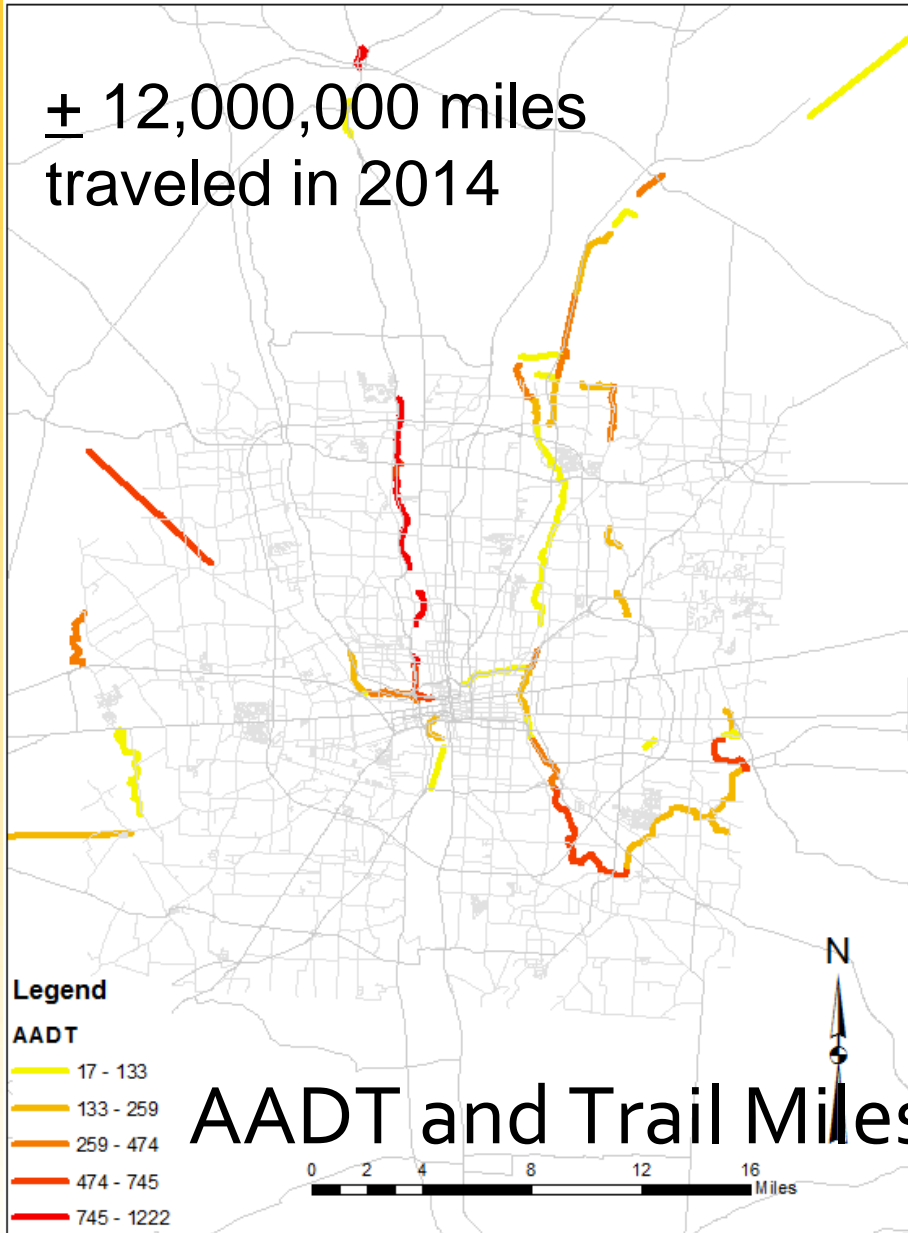 ± 12,000,000 miles
traveled in 2014
N
Legend
AADT
17 - 133
133 - 259
259 - 474
474 - 745
745 - 1222
AADT and Trail Miles
0 2 4 8 12 16
Miles